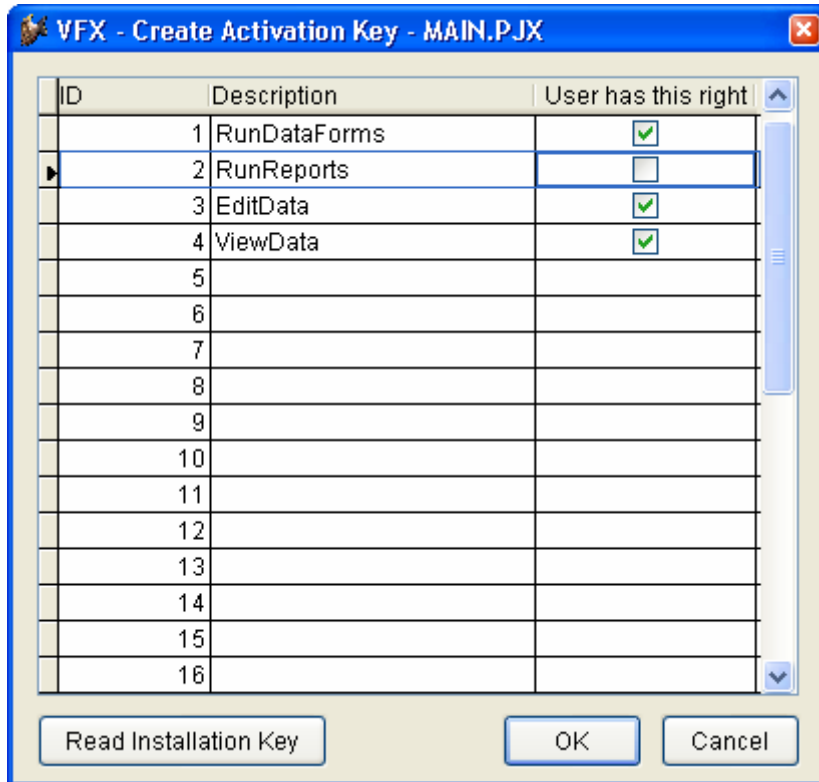 VFX - Create Activation Key - MAIN.PJX
ID Description User has this right
1 RunDataForms
2 RunReports
3 EditData
4 ViewData
5
6
7
8
9
10
11
12
13
14
15
16
Read Installation Key OK Cancel